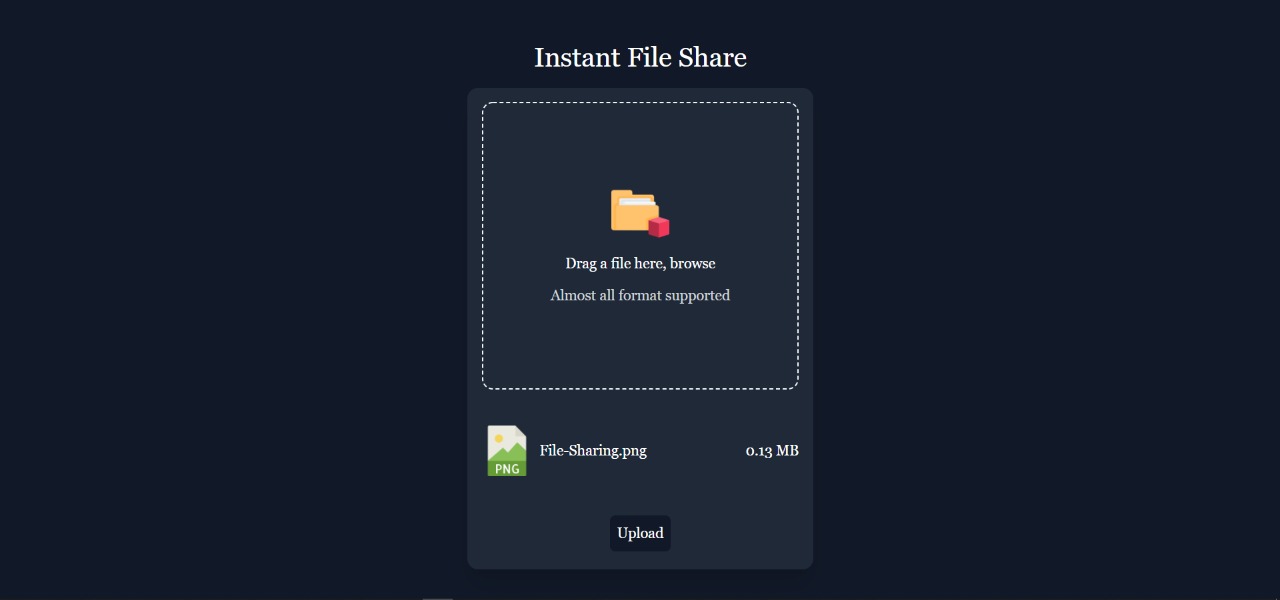 Instant File Share
Drag a file here, browse
Almost all format supported
PNG
File-Sharing.png
0.13 MB
Upload